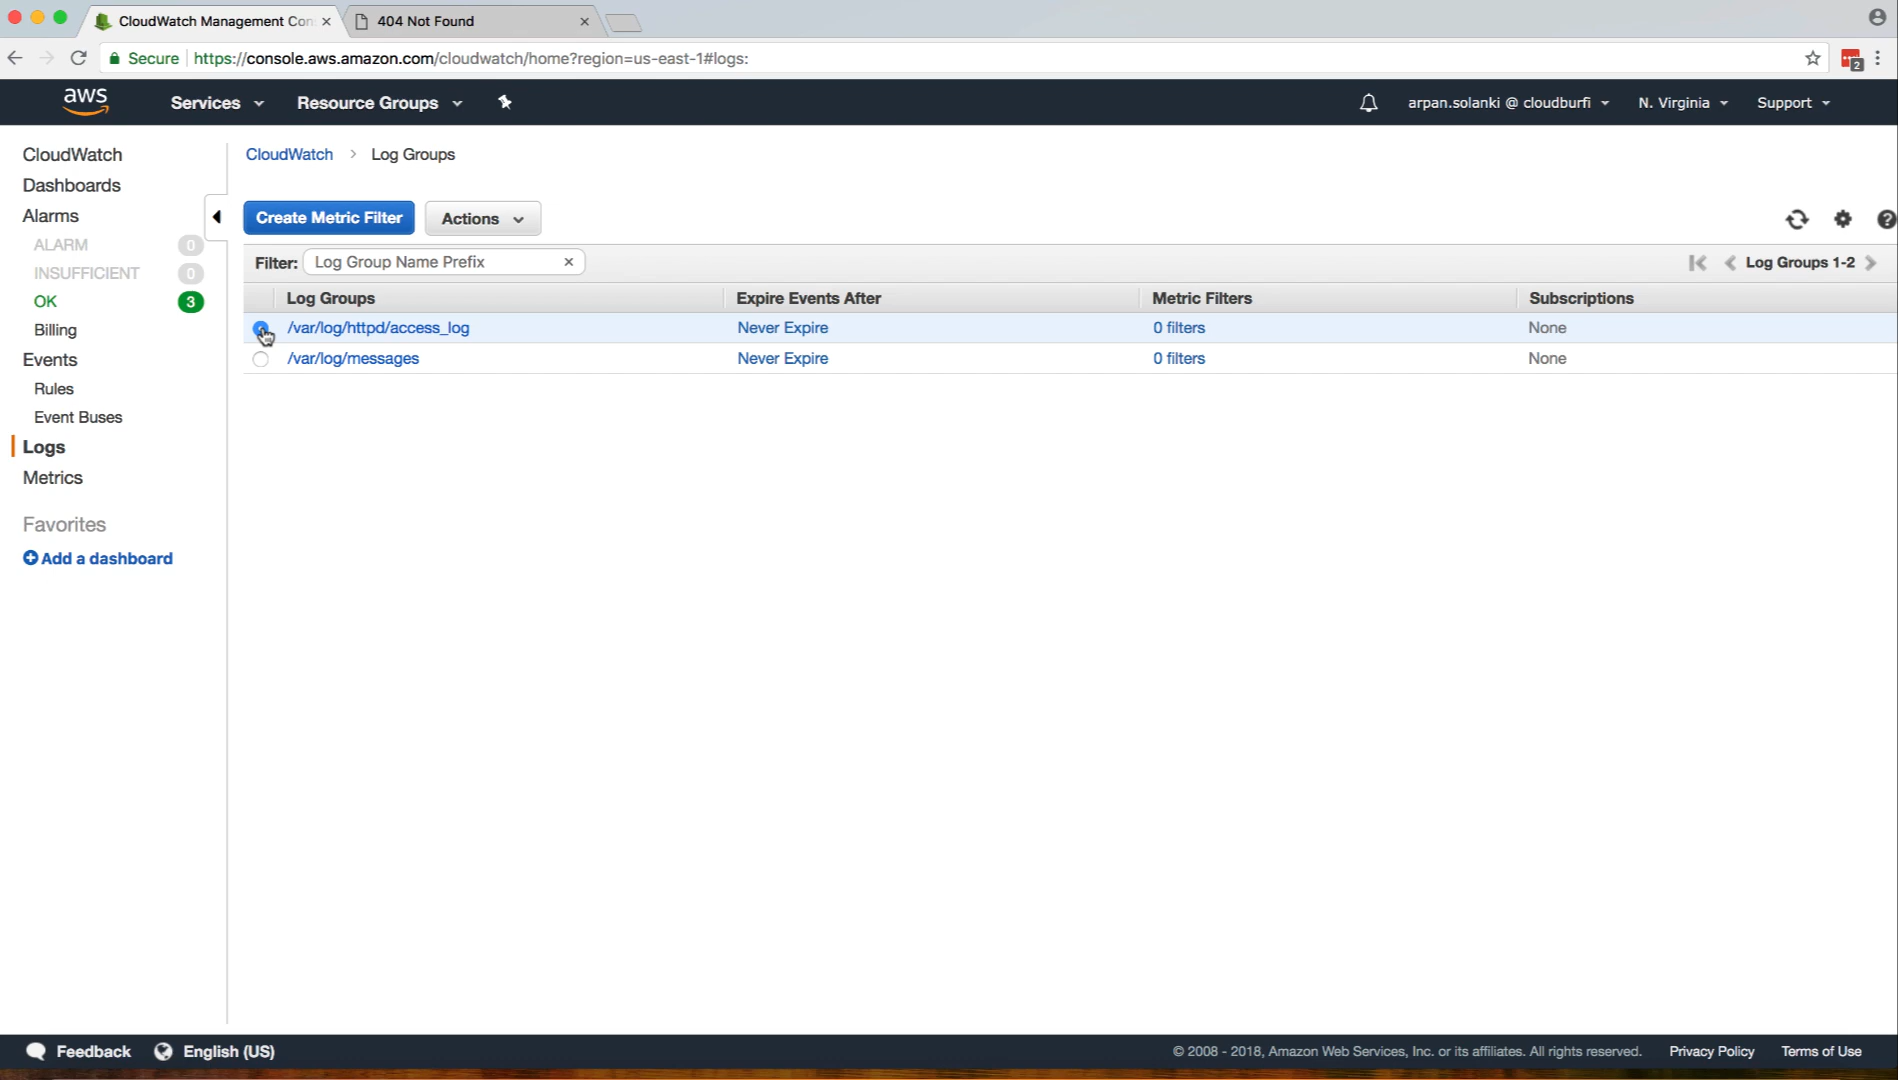 CloudWatch Management Con
404 Not Found
Secure https://console.aws.amazon.com/cloudwatch/home?region=us-east-1#logs:
2
aws Services Resource Groups arpan.solanki @ cloudburfi N. Virginia Support
CloudWatch
Dashboards
Alarms
ALARM 0
INSUFFICIENT 0
OK 3
Billing
Events
Rules
Event Buses
Logs
Metrics
Favorites
Add a dashboard
CloudWatch > Log Groups
Create Metric Filter Actions
Filter: Log Group Name Prefix Log Groups 1-2
Log Groups Expire Events After Metric Filters Subscriptions
/var/log/httpd/access_log Never Expire 0 filters None
/var/log/messages Never Expire 0 filters None
Feedback English (US) © 2008 - 2018, Amazon Web Services, Inc. or its affiliates. All rights reserved. Privacy Policy Terms of Use